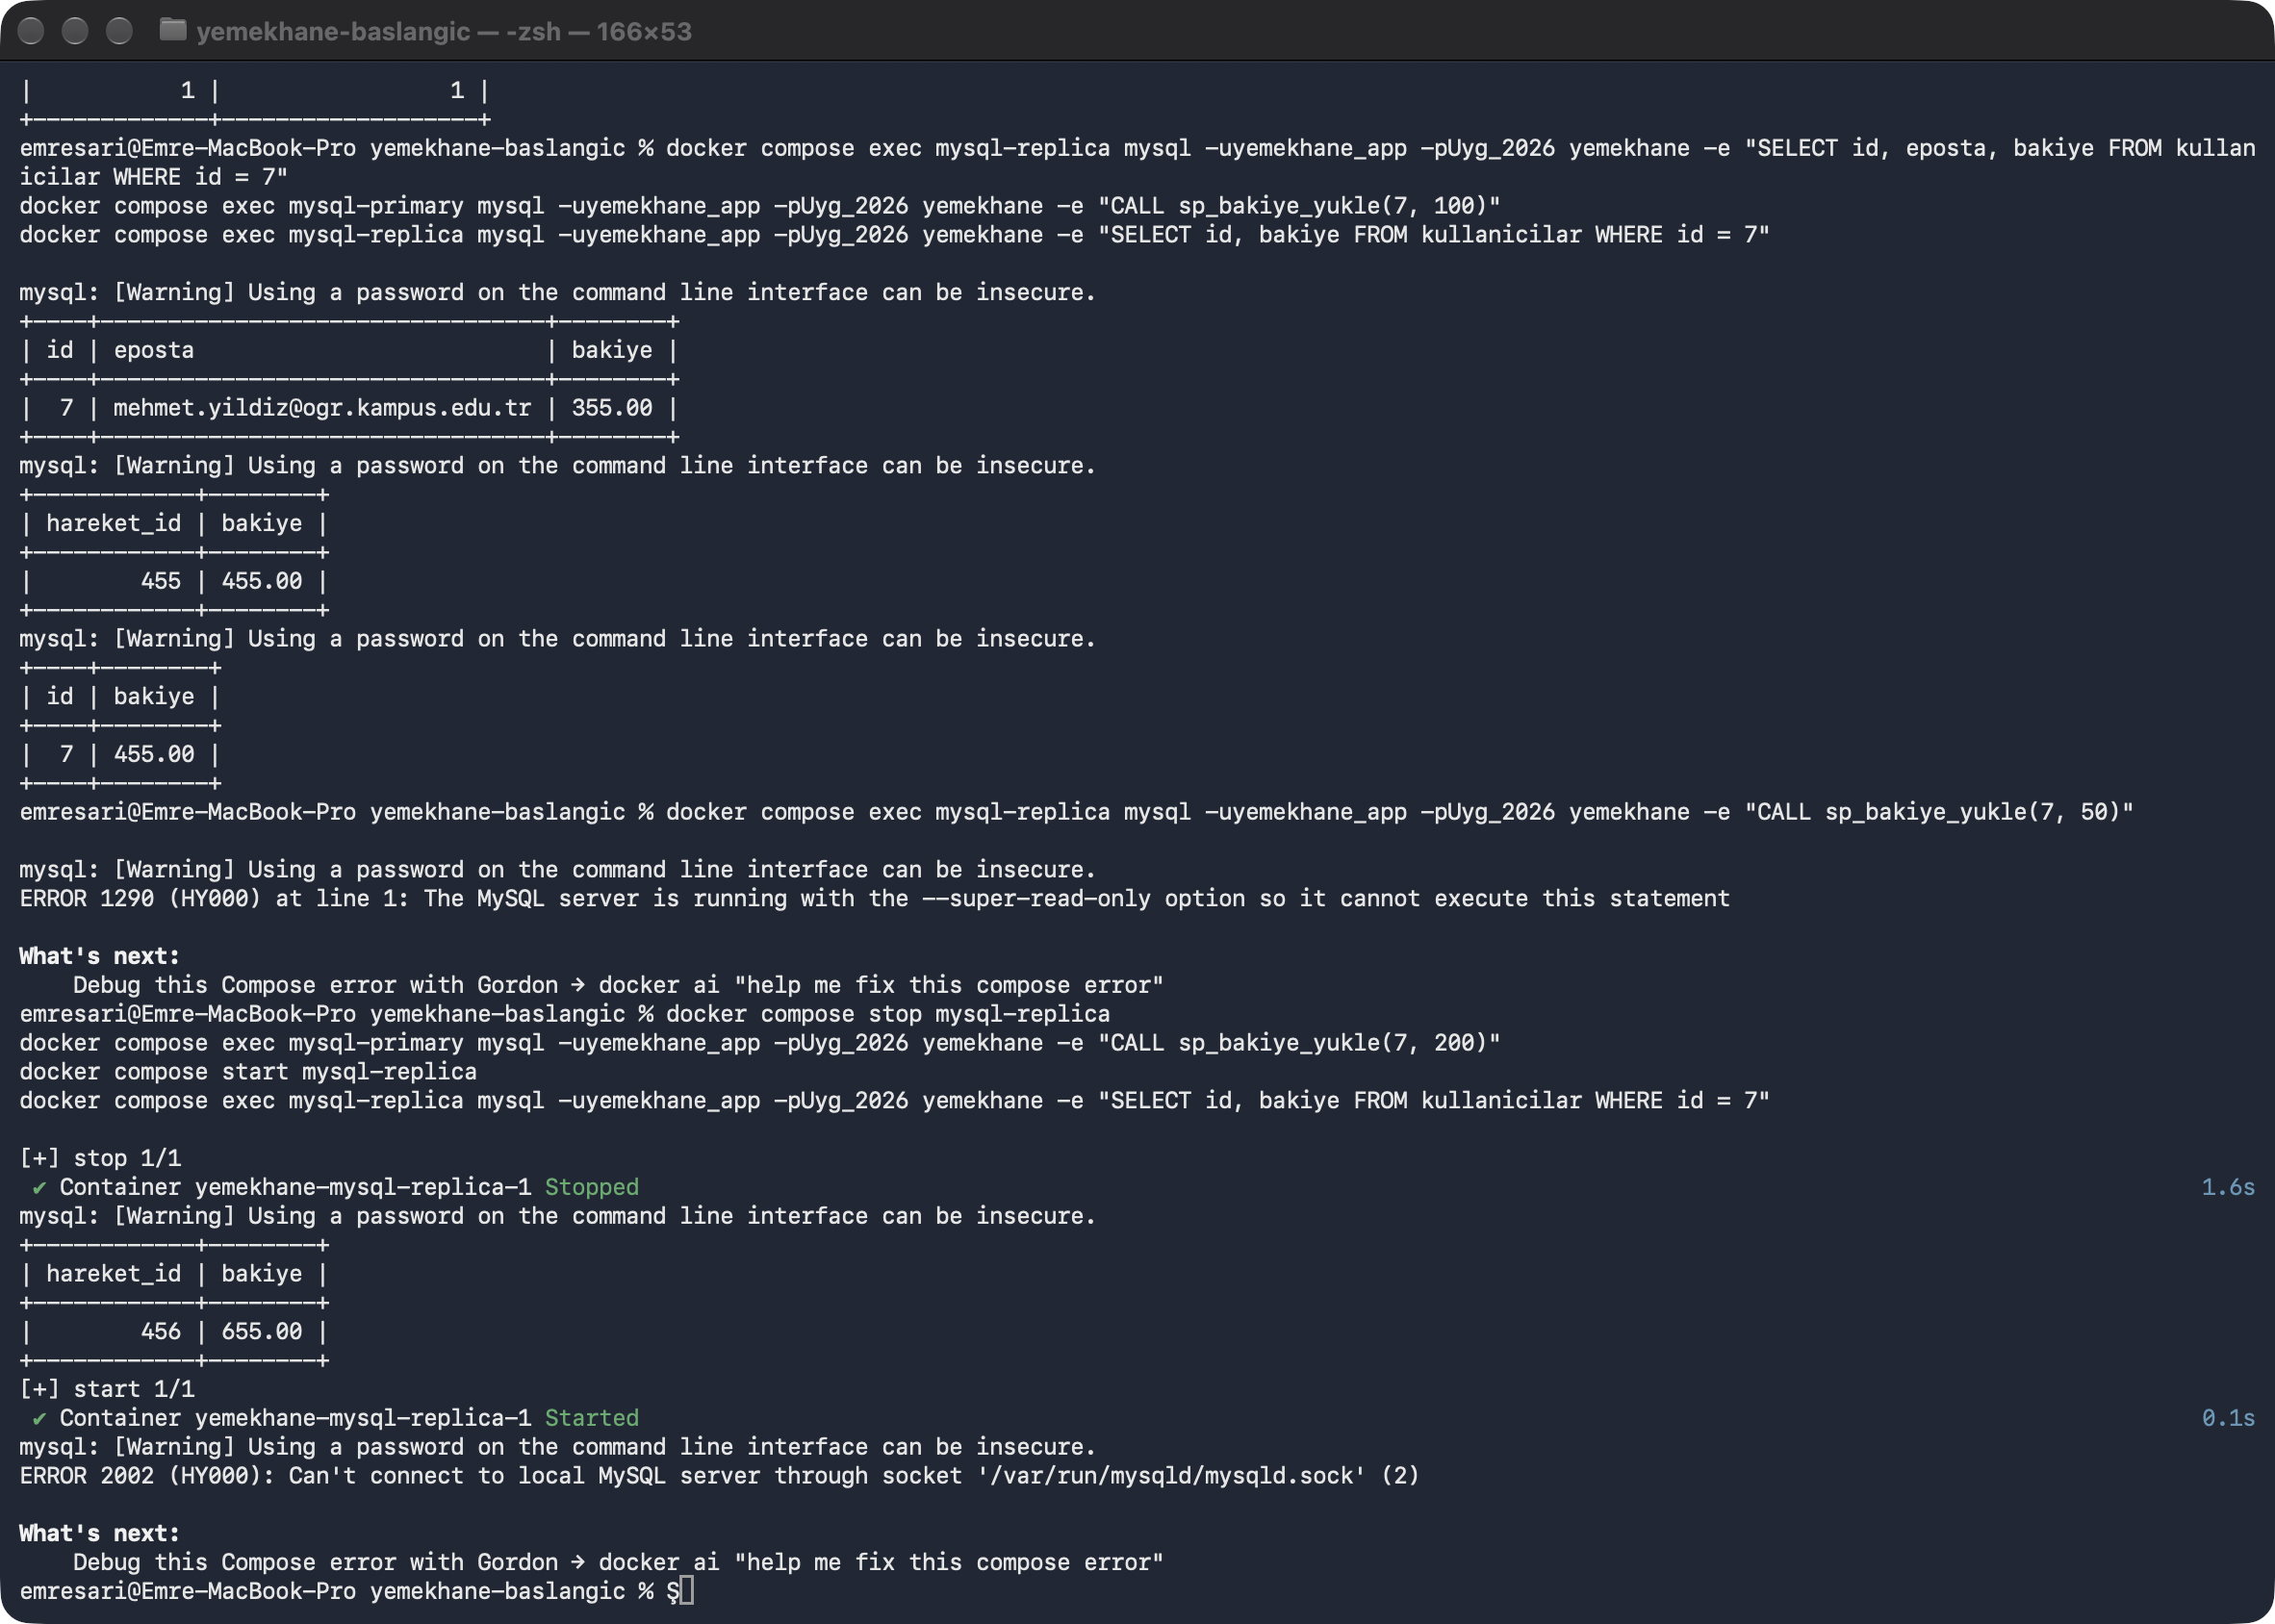 yemekhane-baslangic — -zsh — 166×53
|            1 |                 1 |
+--------------+-------------------+
emresari@Emre-MacBook-Pro yemekhane-baslangic % docker compose exec mysql-replica mysql -uyemekhane_app -pUyg_2026 yemekhane -e "SELECT id, eposta, bakiye FROM kullan
icilar WHERE id = 7"
docker compose exec mysql-primary mysql -uyemekhane_app -pUyg_2026 yemekhane -e "CALL sp_bakiye_yukle(7, 100)"
docker compose exec mysql-replica mysql -uyemekhane_app -pUyg_2026 yemekhane -e "SELECT id, bakiye FROM kullanicilar WHERE id = 7"
mysql: [Warning] Using a password on the command line interface can be insecure.
+----+---------------------------------+--------+
| id | eposta                          | bakiye |
+----+---------------------------------+--------+
|  7 | mehmet.yildiz@ogr.kampus.edu.tr | 355.00 |
+----+---------------------------------+--------+
mysql: [Warning] Using a password on the command line interface can be insecure.
+------------+--------+
| hareket_id | bakiye |
+------------+--------+
|        455 | 455.00 |
+------------+--------+
mysql: [Warning] Using a password on the command line interface can be insecure.
+----+--------+
| id | bakiye |
+----+--------+
|  7 | 455.00 |
+----+--------+
emresari@Emre-MacBook-Pro yemekhane-baslangic % docker compose exec mysql-replica mysql -uyemekhane_app -pUyg_2026 yemekhane -e "CALL sp_bakiye_yukle(7, 50)"
mysql: [Warning] Using a password on the command line interface can be insecure.
ERROR 1290 (HY000) at line 1: The MySQL server is running with the --super-read-only option so it cannot execute this statement
What's next:
    Debug this Compose error with Gordon → docker ai "help me fix this compose error"
emresari@Emre-MacBook-Pro yemekhane-baslangic % docker compose stop mysql-replica
docker compose exec mysql-primary mysql -uyemekhane_app -pUyg_2026 yemekhane -e "CALL sp_bakiye_yukle(7, 200)"
docker compose start mysql-replica
docker compose exec mysql-replica mysql -uyemekhane_app -pUyg_2026 yemekhane -e "SELECT id, bakiye FROM kullanicilar WHERE id = 7"
[+] stop 1/1
 ✔ Container yemekhane-mysql-replica-1 Stopped 1.6s
mysql: [Warning] Using a password on the command line interface can be insecure.
+------------+--------+
| hareket_id | bakiye |
+------------+--------+
|        456 | 655.00 |
+------------+--------+
[+] start 1/1
 ✔ Container yemekhane-mysql-replica-1 Started 0.1s
mysql: [Warning] Using a password on the command line interface can be insecure.
ERROR 2002 (HY000): Can't connect to local MySQL server through socket '/var/run/mysqld/mysqld.sock' (2)
What's next:
    Debug this Compose error with Gordon → docker ai "help me fix this compose error"
emresari@Emre-MacBook-Pro yemekhane-baslangic % Ş